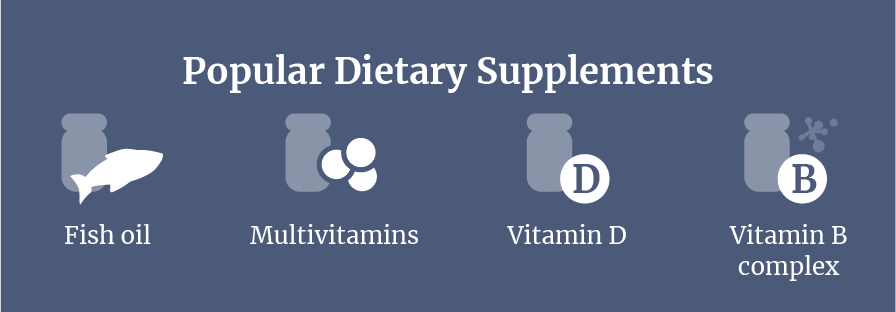 Popular Dietary Supplements
D
B
Fish oil
Multivitamins
Vitamin D
Vitamin B
complex